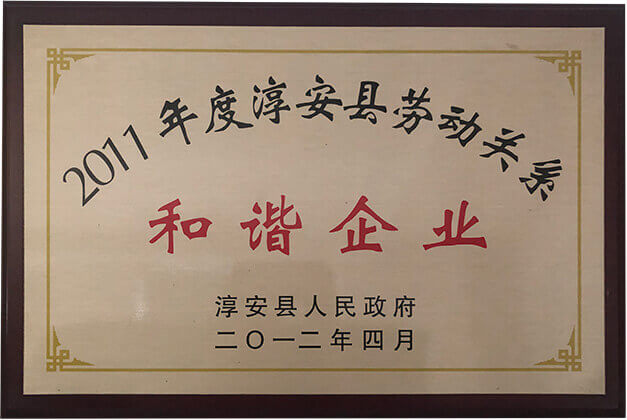 2011年度淳安县劳动关系
和谐企业
淳安县人民政府
二〇一二年四月